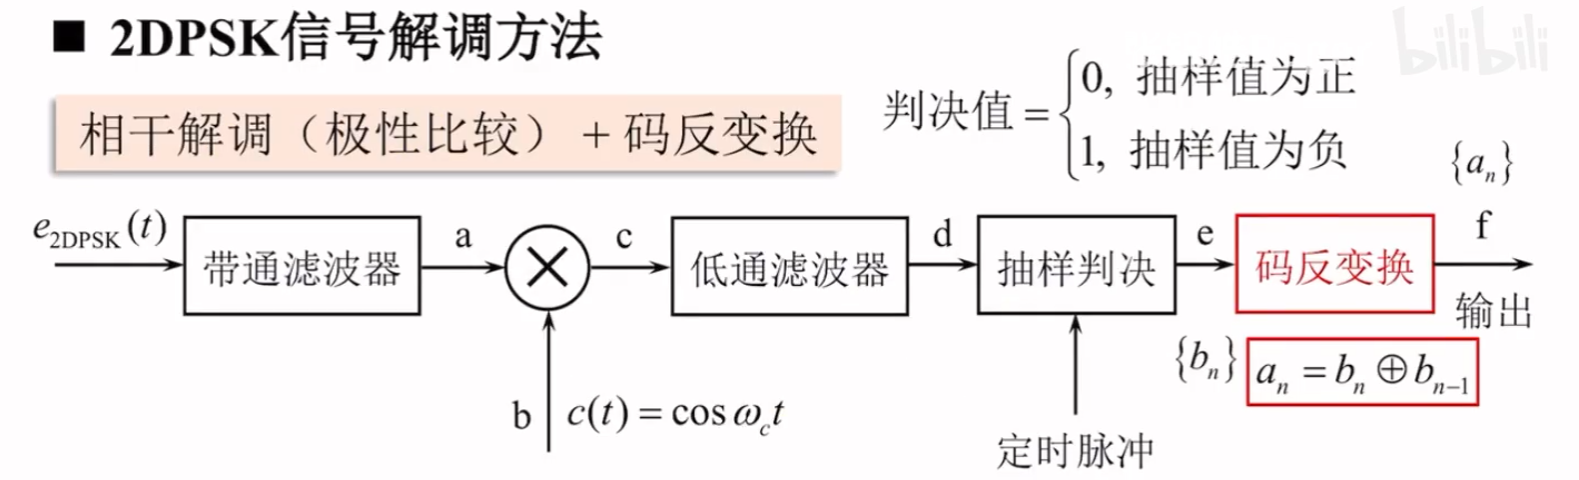 ■ 2DPSK信号解调方法
bilibili
相干解调（极性比较）+码反变换
判决值 = {0, 抽样值为正
1, 抽样值为负
{aₙ}
e2DPSK(t)
带通滤波器
a
c
低通滤波器
d
抽样判决
e
码反变换
f
输出
{bₙ}
aₙ = bₙ ⊕ bₙ₋₁
b
c(t) = cos ω_c t
定时脉冲